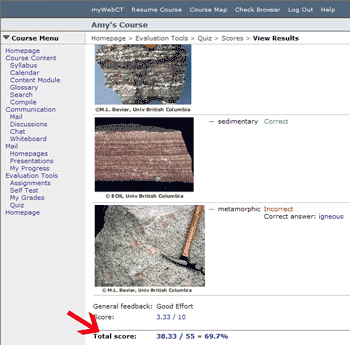 myWebCT Resume Course Course Map Check Browser Log Out Help
Amy's Course
Course Menu
Homepage > Evaluation Tools > Quiz > Scores > View Results
Homepage
Course Content
Syllabus
Calendar
Content Module
Glossary
Search
Compile
Communication
Mail
Discussions
Chat
Whiteboard
Mail
Homepages
Presentations
My Progress
Evaluation Tools
Assignments
Self Test
My Grades
Quiz
Homepage
©M.L. Bevier, Univ British Columbia
— sedimentary Correct
© EOS, Univ British Columbia
— metamorphic Incorrect
Correct answer: igneous
© M.L. Bevier, Univ British Columbia
General feedback: Good Effort
Score: 3.33 / 10
Total score: 38.33 / 55 = 69.7%